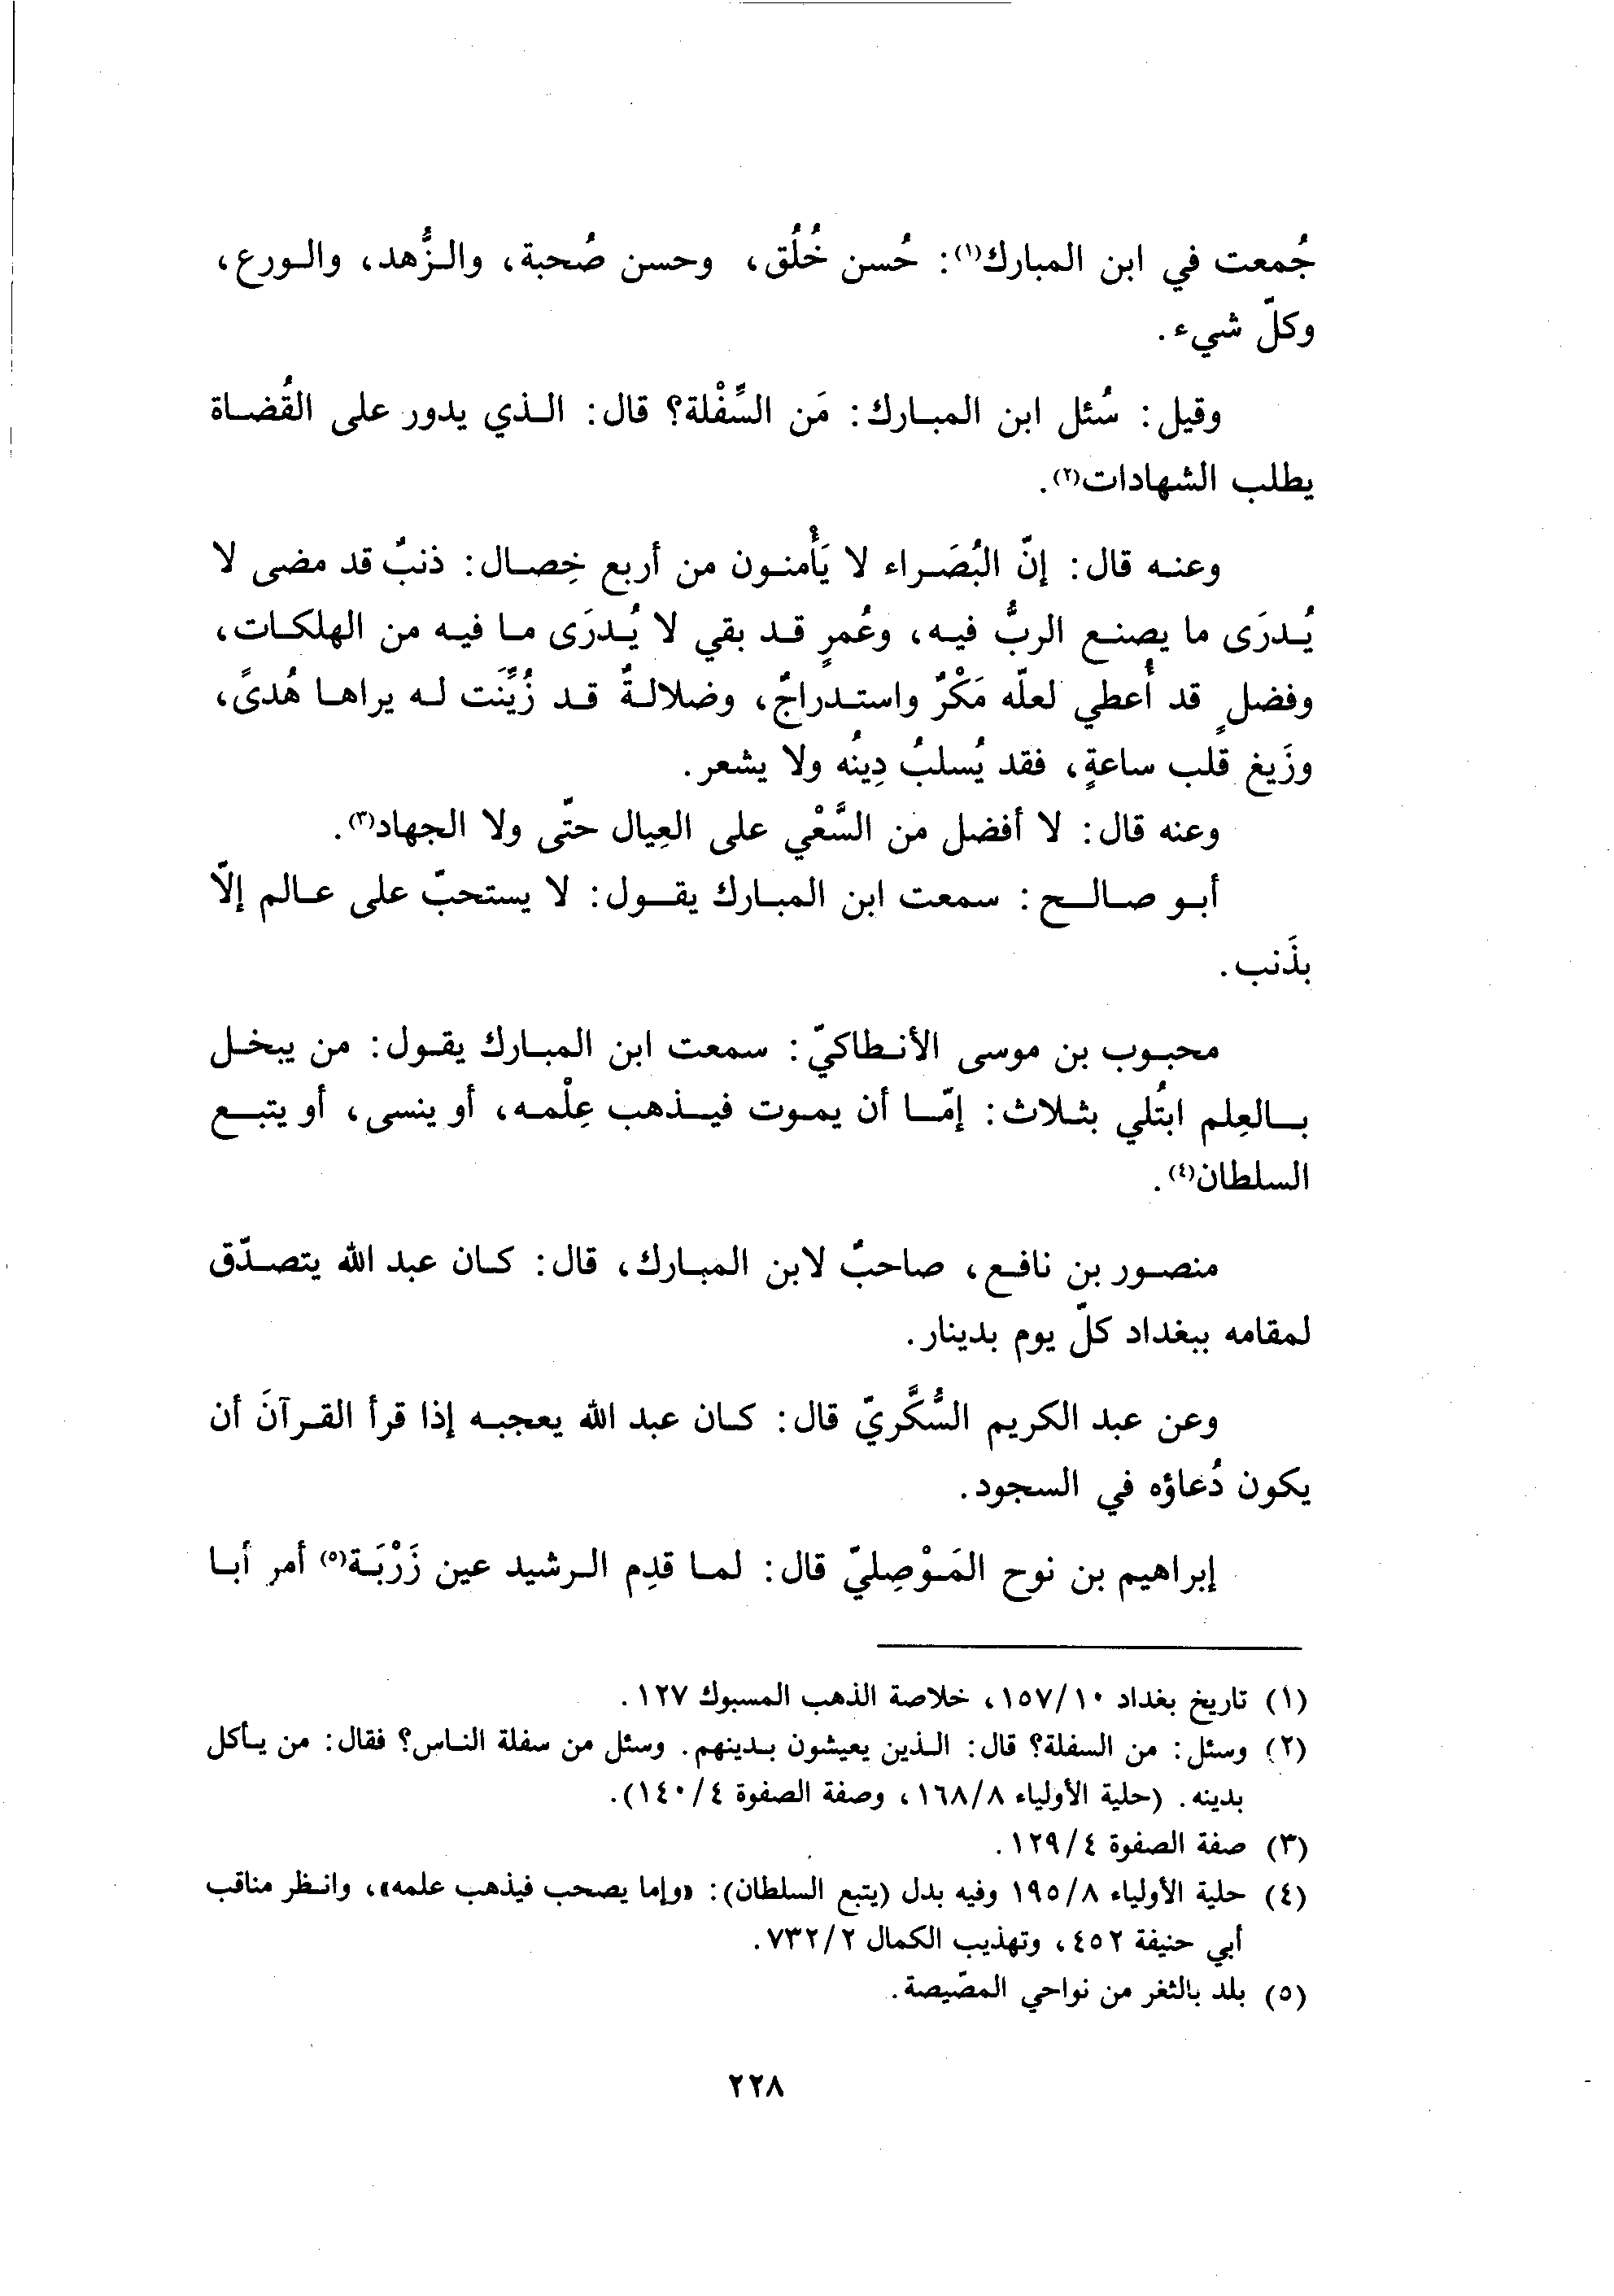 جُمعت في ابن المبارك(١): حُسن خُلُق، وحسن صُحبة، والزُّهد، والورع،
وكلّ شيء.
وقيل: سُئل ابن المبارك: مَن السِّفْلة؟ قال: الذي يدور على القُضاة
يطلب الشهادات(٢).
وعنه قال: إنّ البُصَراء لا يَأْمنون من أربع خِصال: ذنبٌ قد مضى لا
يُدرَى ما يصنع الربُّ فيه، وعُمرٍ قد بقي لا يُدرَى ما فيه من الهلكات،
وفضلٍ قد أُعطي لعلّه مَكْرٌ واستدراجٌ، وضلالةٌ قد زُيِّنَت له يراها هُدىً،
وزَيغ قلب ساعةٍ، فقد يُسلبُ دِينُه ولا يشعر.
وعنه قال: لا أفضل من السَّعْي على العِيال حتّى ولا الجهاد(٣).
أبو صالح: سمعت ابن المبارك يقول: لا يستحبّ على عالم إلّا
بذَنب.
محبوب بن موسى الأنطاكيّ: سمعت ابن المبارك يقول: من يبخل
بالعِلم ابتُلي بثلاث: إمّا أن يموت فيذهب عِلْمه، أو ينسى، أو يتبع
السلطان(٤).
منصور بن نافع، صاحبٌ لابن المبارك، قال: كان عبد الله يتصدّق
لمقامه ببغداد كلّ يوم بدينار.
وعن عبد الكريم السُّكَّريّ قال: كان عبد الله يعجبه إذا قرأ القرآنَ أن
يكون دُعاؤه في السجود.
إبراهيم بن نوح المَوْصِليّ قال: لما قدِم الرشيد عين زَرْبَة(٥) أمر أبا
(١) تاريخ بغداد ١٥٧/١٠، خلاصة الذهب المسبوك ١٢٧.
(٢) وسئل: من السفلة؟ قال: الذين يعيشون بدينهم. وسئل من سفلة الناس؟ فقال: من يأكل
بدينه. (حلية الأولياء ١٦٨/٨، وصفة الصفوة ١٤٠/٤).
(٣) صفة الصفوة ١٢٩/٤.
(٤) حلية الأولياء ١٩٥/٨ وفيه بدل (يتبع السلطان): «وإما يصحب فيذهب علمه»، وانظر مناقب
أبي حنيفة ٤٥٢، وتهذيب الكمال ٧٣٢/٢.
(٥) بلد بالثغر من نواحي المصّيصة.
٢٢٨